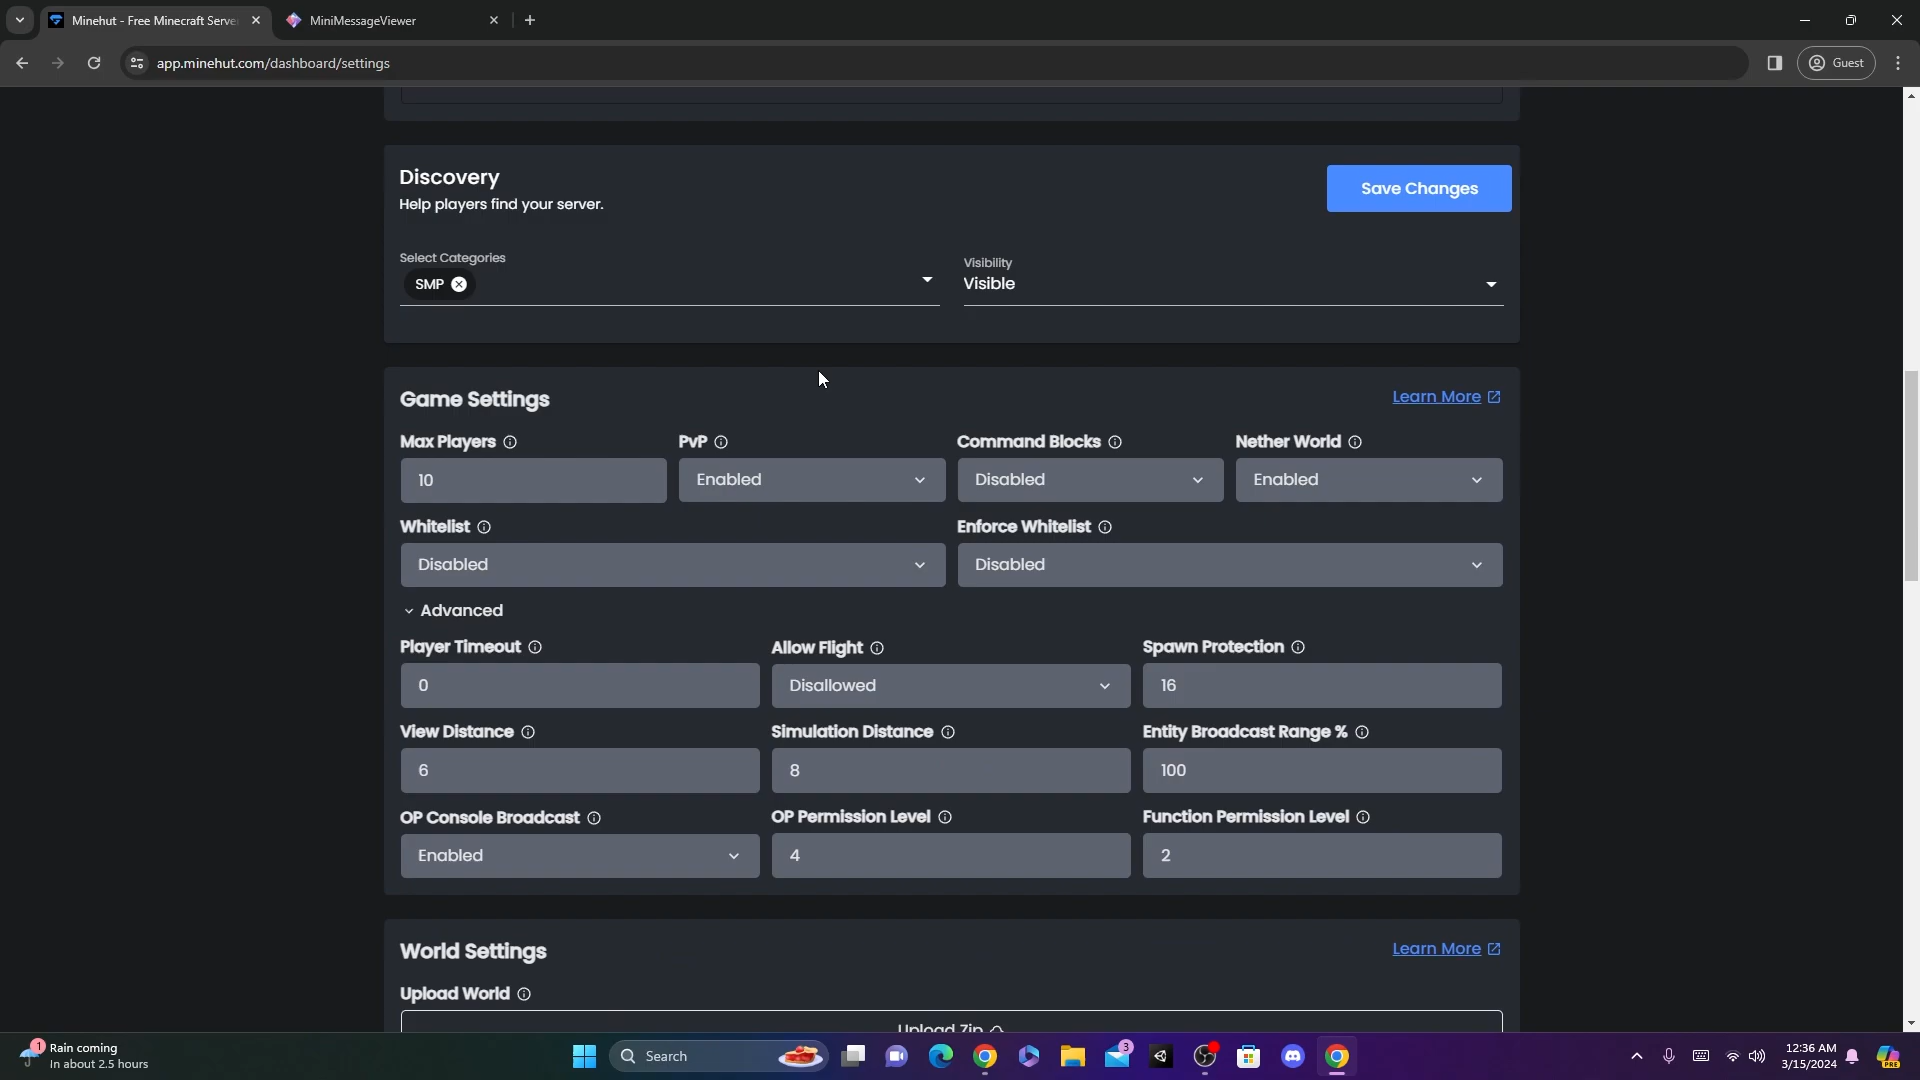 Minehut - Free Minecraft Serve
MiniMessageViewer
app.minehut.com/dashboard/settings
Guest
Discovery
Help players find your server.
Save Changes
Select Categories
SMP
Visibility
Visible
Game Settings
Learn More
Max Players
PvP
Command Blocks
Nether World
10
Enabled
Disabled
Enabled
Whitelist
Enforce Whitelist
Disabled
Disabled
Advanced
Player Timeout
Allow Flight
Spawn Protection
0
Disallowed
16
View Distance
Simulation Distance
Entity Broadcast Range %
6
8
100
OP Console Broadcast
OP Permission Level
Function Permission Level
Enabled
4
2
World Settings
Learn More
Upload World
Upload Zip
1
Rain coming
In about 2.5 hours
Search
3
12:36 AM
3/15/2024
PRE